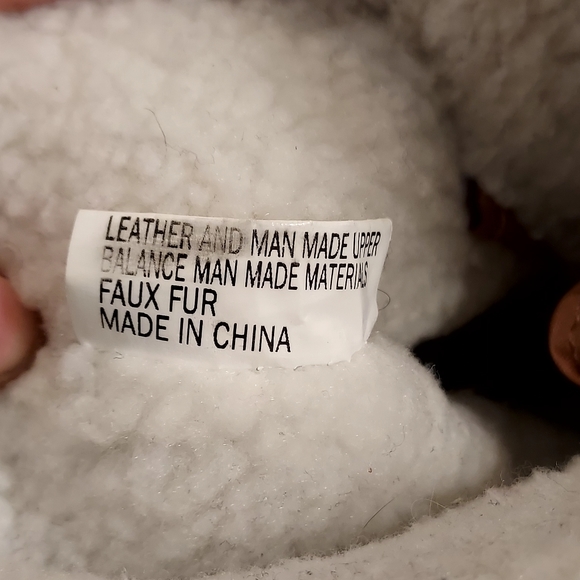 LEATHER AND MAN MADE UPPER
BALANCE MAN MADE MATERIALS
FAUX FUR
MADE IN CHINA